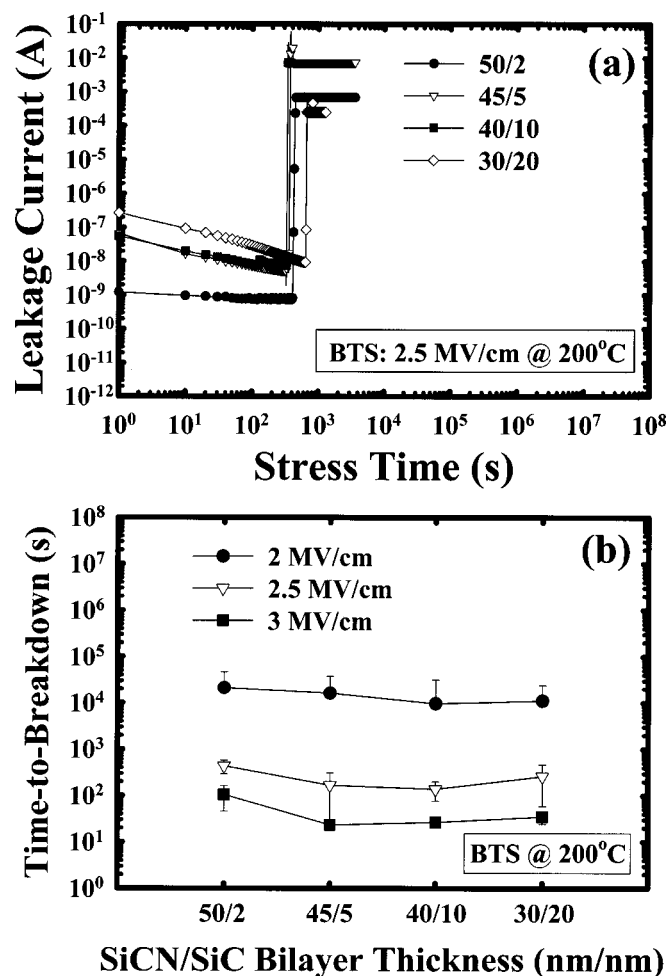 (a)
Leakage Current (A)
10⁻¹
10⁻²
10⁻³
10⁻⁴
10⁻⁵
10⁻⁶
10⁻⁷
10⁻⁸
10⁻⁹
10⁻¹⁰
10⁻¹¹
10⁻¹²
50/2
45/5
40/10
30/20
BTS: 2.5 MV/cm @ 200°C
10⁰ 10¹ 10² 10³ 10⁴ 10⁵ 10⁶ 10⁷ 10⁸
Stress Time (s)
(b)
Time-to-Breakdown (s)
10⁸
10⁷
10⁶
10⁵
10⁴
10³
10²
10¹
10⁰
2 MV/cm
2.5 MV/cm
3 MV/cm
BTS @ 200°C
50/2 45/5 40/10 30/20
SiCN/SiC Bilayer Thickness (nm/nm)